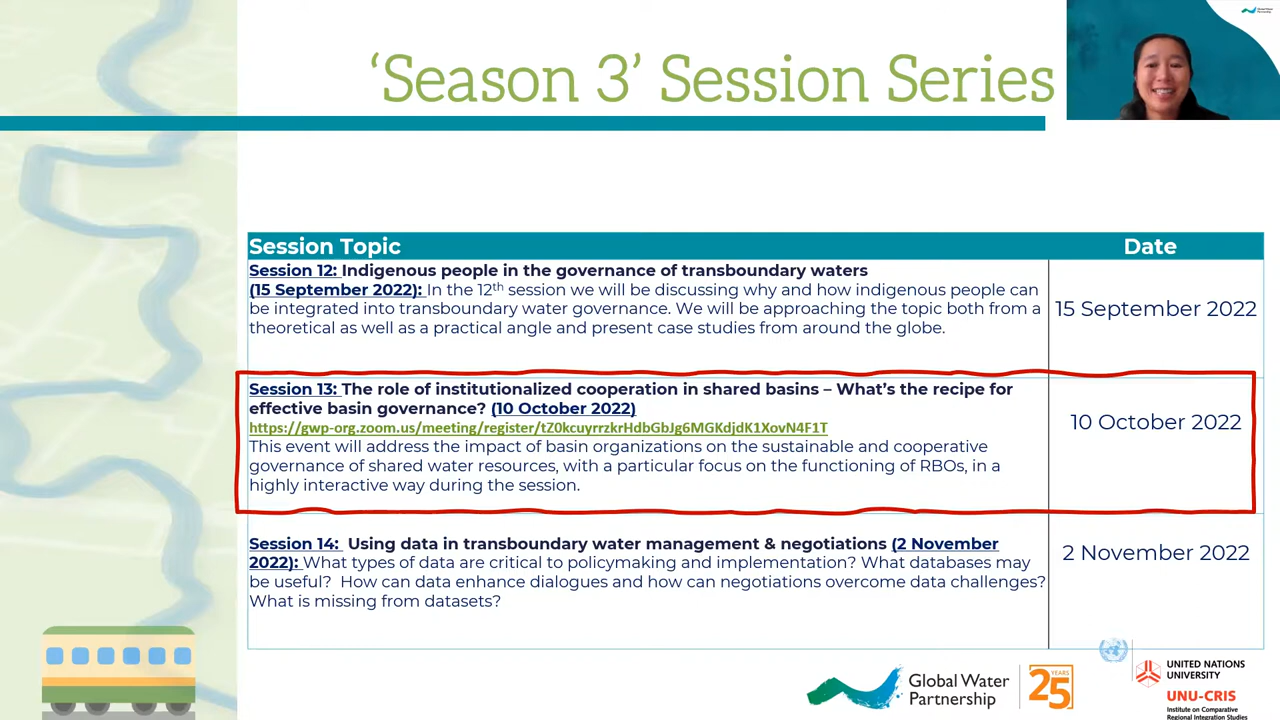 Global Water
Partnership
‘Season 3’ Session Series
Session Topic
Date
Session 12: Indigenous people in the governance of transboundary waters
(15 September 2022): In the 12th session we will be discussing why and how indigenous people can
be integrated into transboundary water governance. We will be approaching the topic both from a
theoretical as well as a practical angle and present case studies from around the globe.
15 September 2022
Session 13: The role of institutionalized cooperation in shared basins – What’s the recipe for
effective basin governance? (10 October 2022)
https://gwp-org.zoom.us/meeting/register/tZ0kcuyrrzkrHdbGbJg6MGKdjdK1XovN4F1T
This event will address the impact of basin organizations on the sustainable and cooperative
governance of shared water resources, with a particular focus on the functioning of RBOs, in a
highly interactive way during the session.
10 October 2022
Session 14: Using data in transboundary water management & negotiations (2 November
2022): What types of data are critical to policymaking and implementation? What databases may
be useful? How can data enhance dialogues and how can negotiations overcome data challenges?
What is missing from datasets?
2 November 2022
Global Water
Partnership
YEARS
25
UNITED NATIONS
UNIVERSITY
UNU-CRIS
Institute on Comparative
Regional Integration Studies